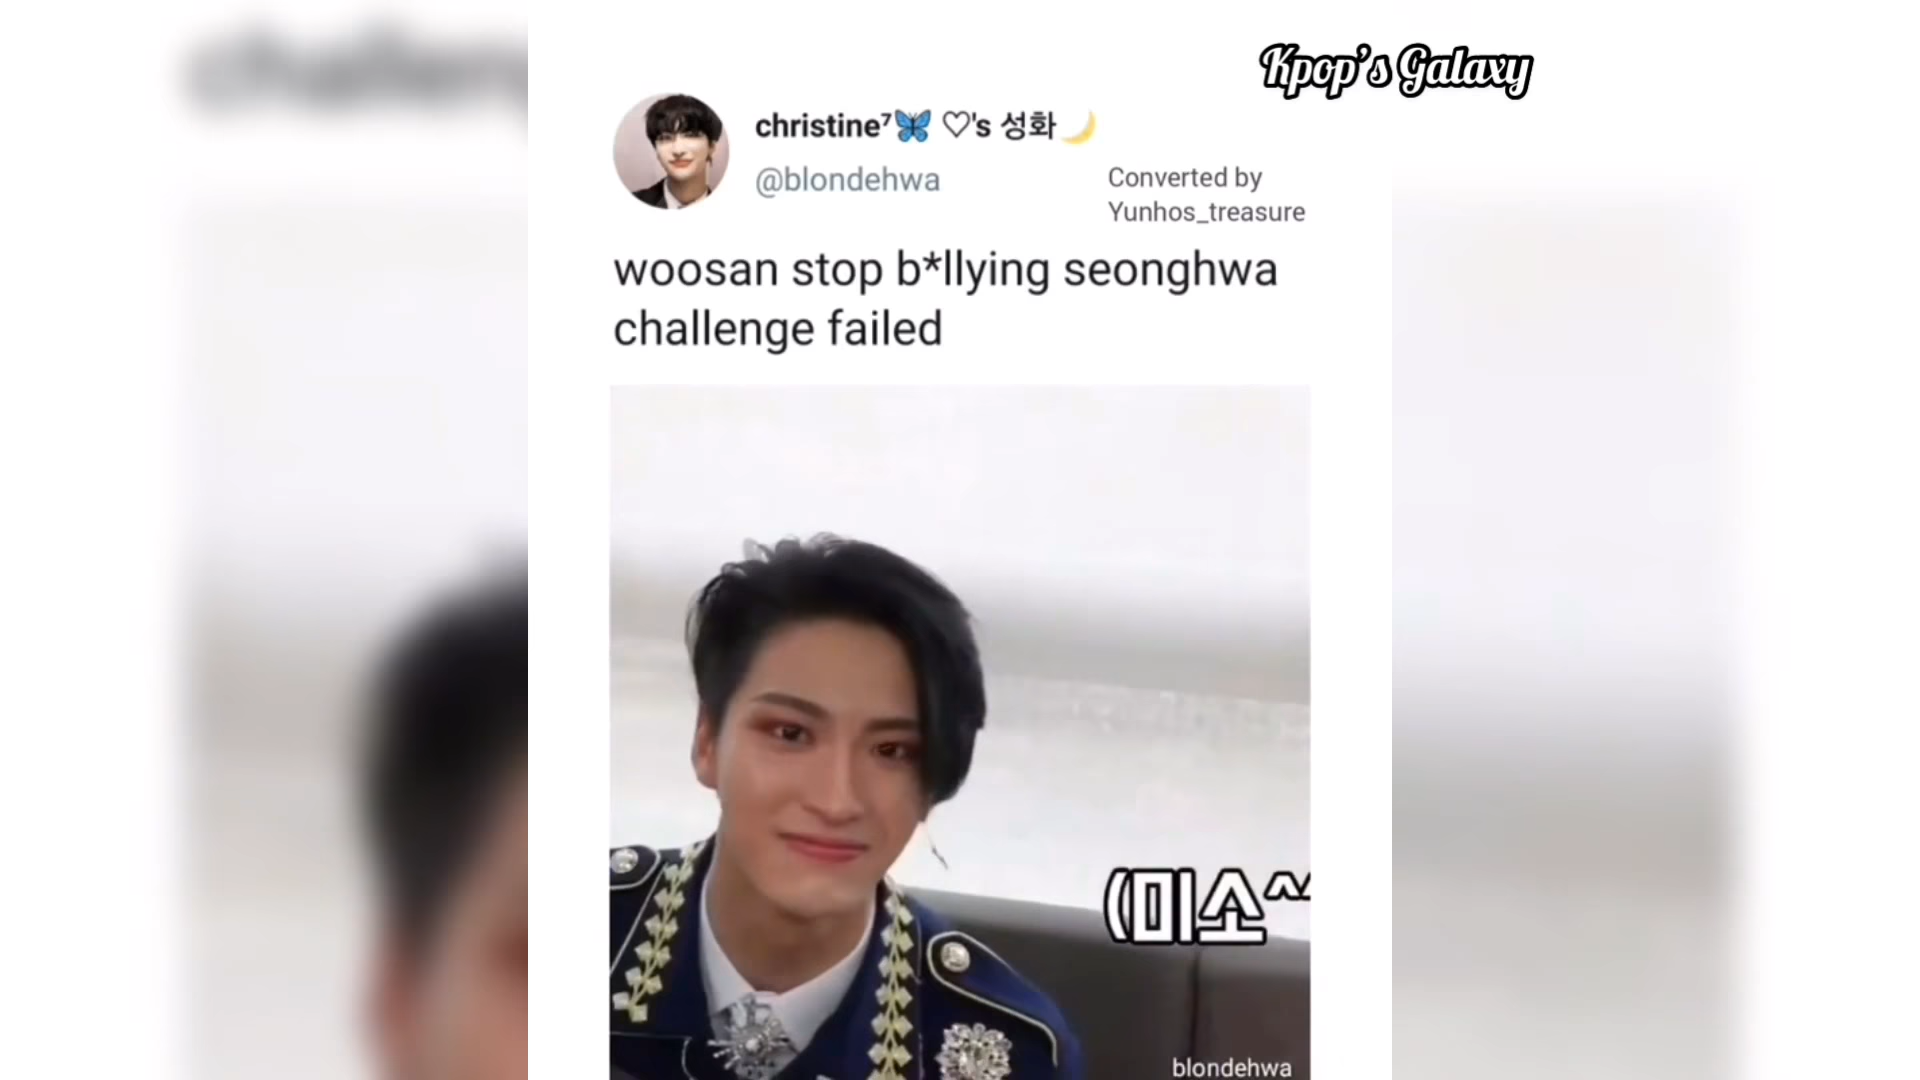 Kpop's Galaxy
christine⁷🦋 ♡'s 성화🌙
@blondehwa
Converted by
Yunhos_treasure
woosan stop b*llying seonghwa
challenge failed
(미소^^
blondehwa